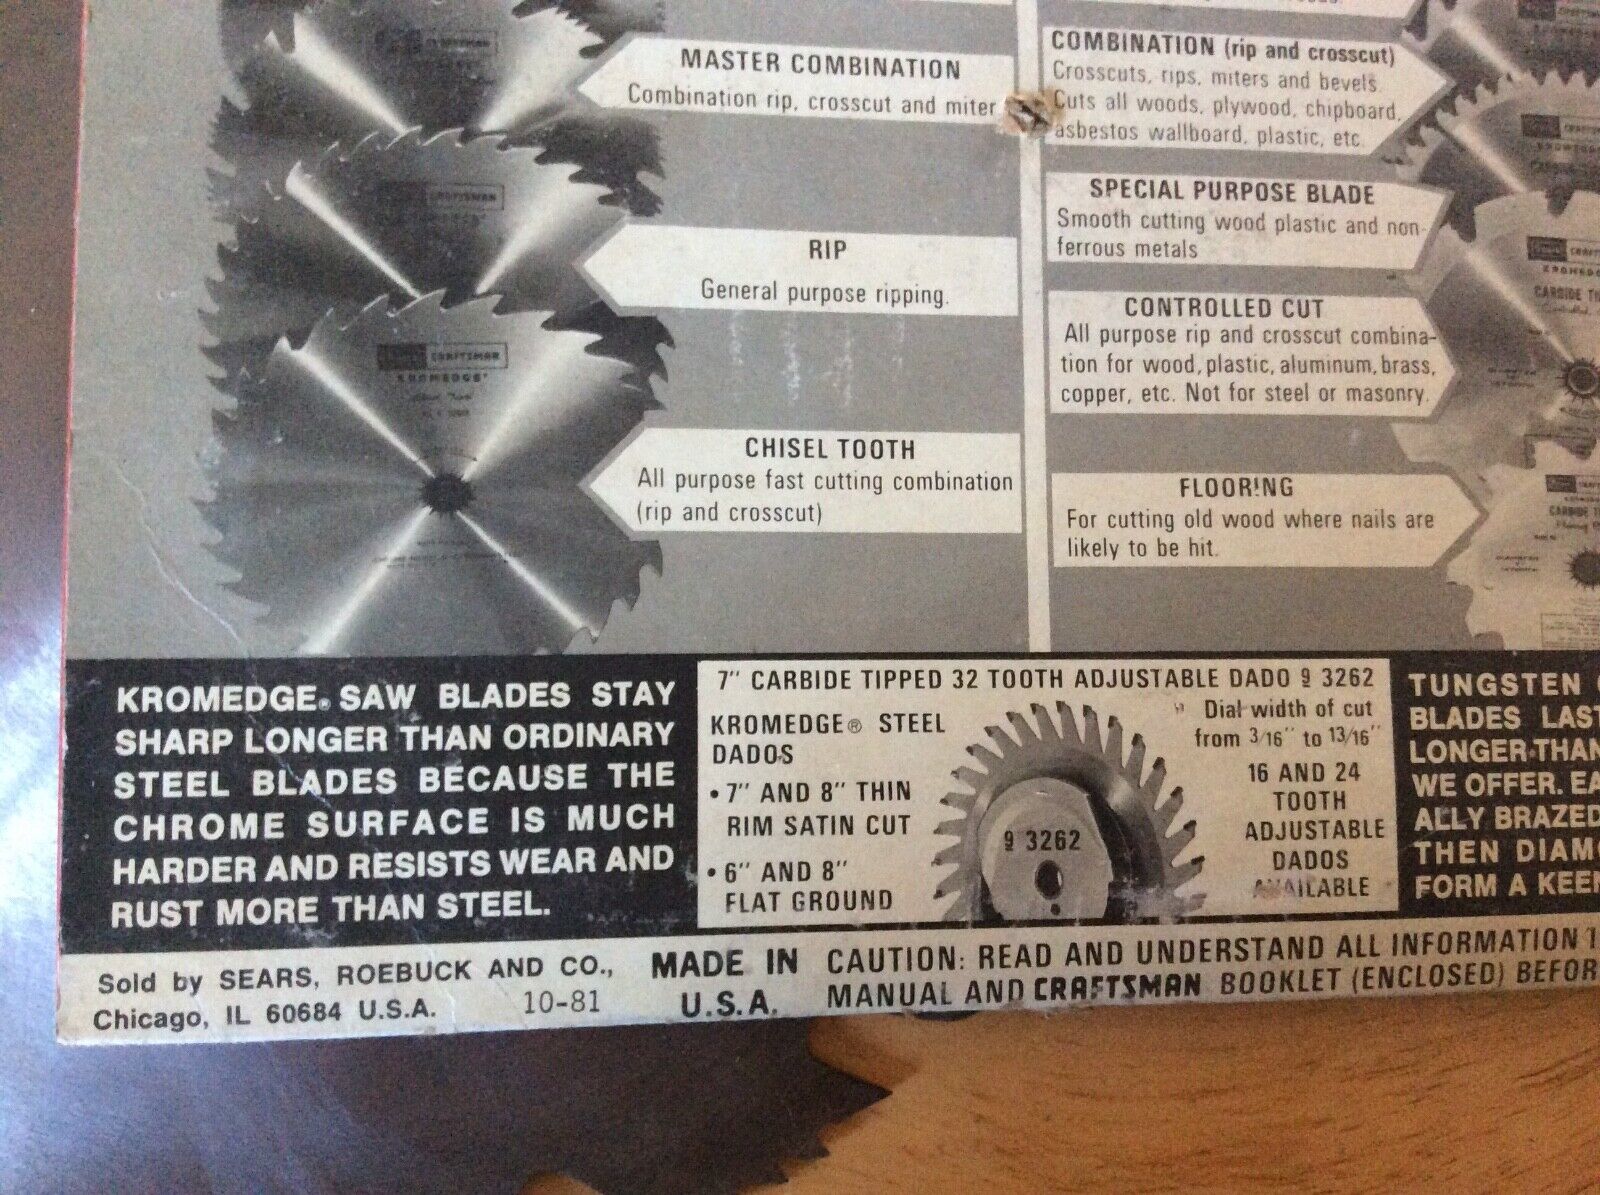 MASTER COMBINATION
Combination rip, crosscut and miter
RIP
General purpose ripping.
CHISEL TOOTH
All purpose fast cutting combination
(rip and crosscut)
COMBINATION (rip and crosscut)
Crosscuts, rips, miters and bevels.
Cuts all woods, plywood, chipboard,
asbestos wallboard, plastic, etc.
SPECIAL PURPOSE BLADE
Smooth cutting wood plastic and non-
ferrous metals
CONTROLLED CUT
All purpose rip and crosscut combina-
tion for wood, plastic, aluminum, brass,
copper, etc. Not for steel or masonry.
FLOORING
For cutting old wood where nails are
likely to be hit.
CRAFTSMAN
CRAFTSMAN
CRAFTSMAN
KROMEDGE®
KROMEDGE® SAW BLADES STAY
SHARP LONGER THAN ORDINARY
STEEL BLADES BECAUSE THE
CHROME SURFACE IS MUCH
HARDER AND RESISTS WEAR AND
RUST MORE THAN STEEL.
7" CARBIDE TIPPED 32 TOOTH ADJUSTABLE DADO 9 3262
KROMEDGE® STEEL
DADOS
• 7" AND 8" THIN
RIM SATIN CUT
• 6" AND 8"
FLAT GROUND
9 3262
Dial width of cut
from 3/16" to 13/16"
16 AND 24
TOOTH
ADJUSTABLE
DADOS
AVAILABLE
TUNGSTEN
BLADES LAST
LONGER THAN
WE OFFER. EA
ALLY BRAZED
THEN DIAM
FORM A KEEN
Sold by SEARS, ROEBUCK AND CO.,
Chicago, IL 60684 U.S.A. 10-81
MADE IN
U.S.A.
CAUTION: READ AND UNDERSTAND ALL INFORMATION
MANUAL AND CRAFTSMAN BOOKLET (ENCLOSED) BEFOR